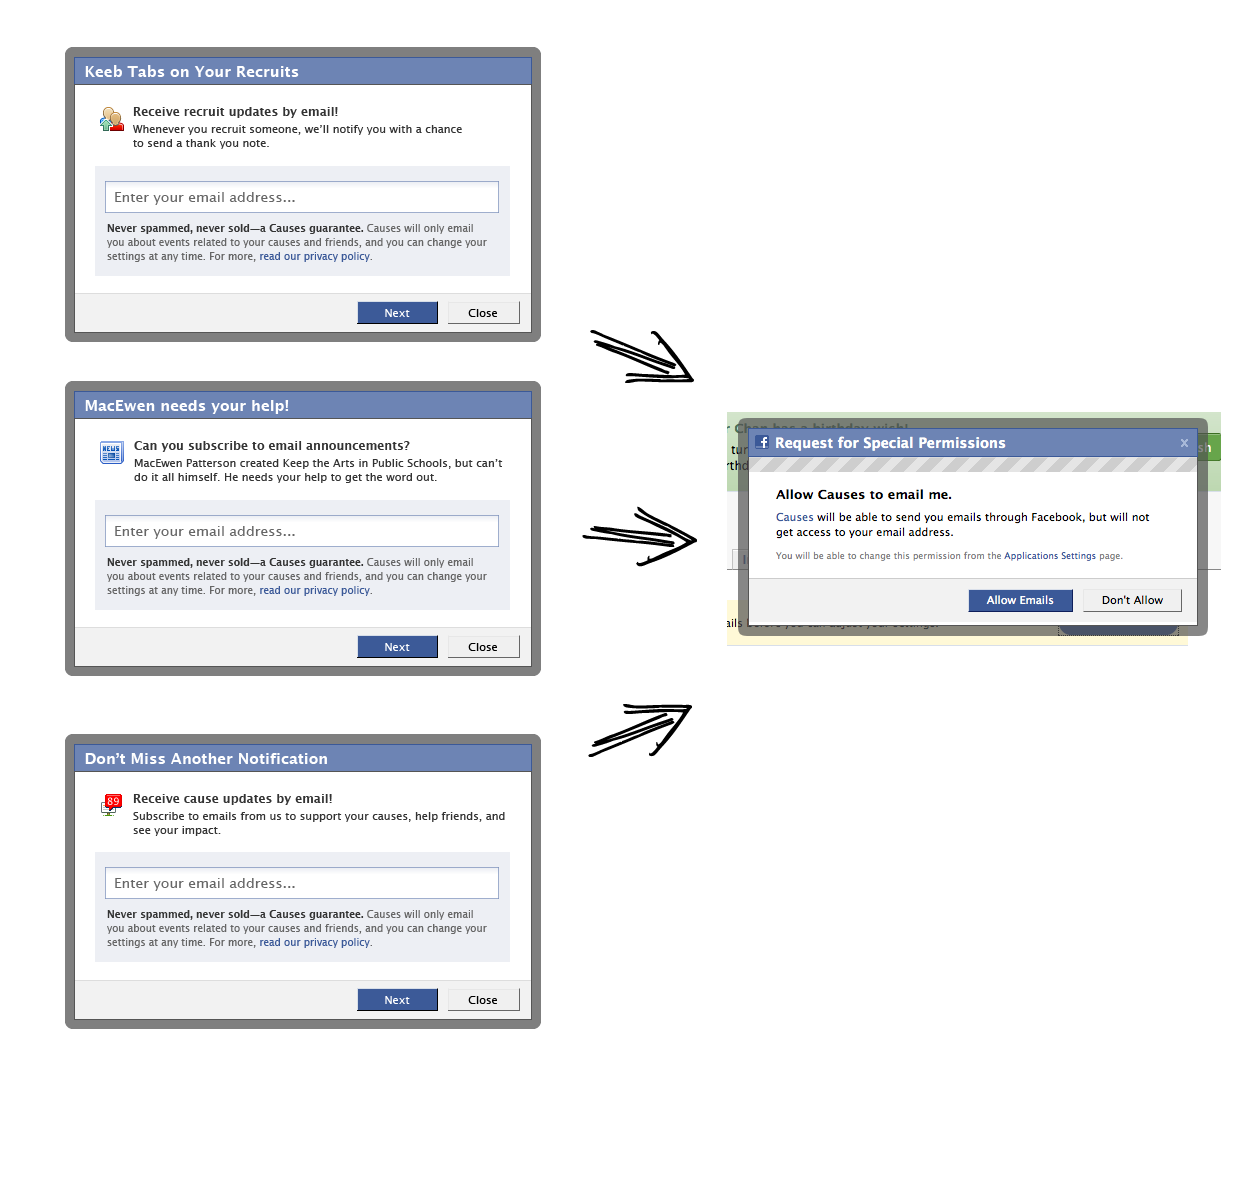 Keeb Tabs on Your Recruits
Receive recruit updates by email!
Whenever you recruit someone, we'll notify you with a chance
to send a thank you note.
Enter your email address...
Never spammed, never sold—a Causes guarantee. Causes will only email
you about events related to your causes and friends, and you can change your
settings at any time. For more, read our privacy policy.
Next Close
MacEwen needs your help!
NEWS
Can you subscribe to email announcements?
MacEwen Patterson created Keep the Arts in Public Schools, but can't
do it all himself. He needs your help to get the word out.
Enter your email address...
Never spammed, never sold—a Causes guarantee. Causes will only email
you about events related to your causes and friends, and you can change your
settings at any time. For more, read our privacy policy.
Next Close
Don't Miss Another Notification
89
Receive cause updates by email!
Subscribe to emails from us to support your causes, help friends, and
see your impact.
Enter your email address...
Never spammed, never sold—a Causes guarantee. Causes will only email
you about events related to your causes and friends, and you can change your
settings at any time. For more, read our privacy policy.
Next Close
has a birthday wish!
f Request for Special Permissions x
Allow Causes to email me.
Causes will be able to send you emails through Facebook, but will not
get access to your email address.
You will be able to change this permission from the Applications Settings page.
Allow Emails Don't Allow
before you can adjust your settings.